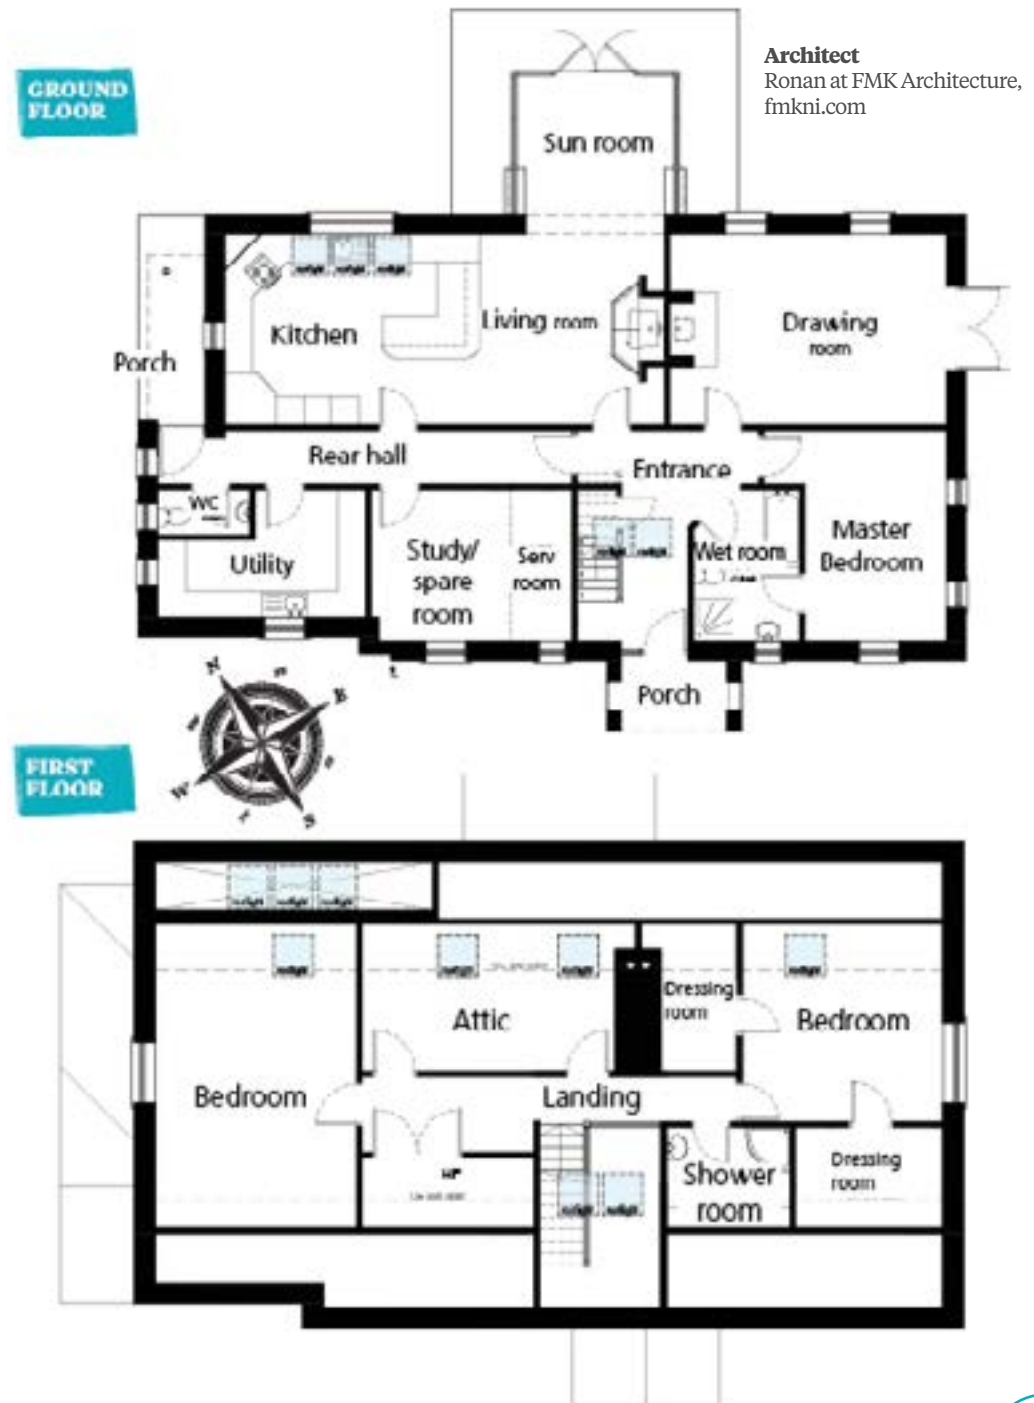 GROUND
FLOOR
Architect
Ronan at FMK Architecture,
fmkni.com
Sun room
Kitchen
Living room
Drawing
room
Porch
Rear hall
Entrance
WC
Utility
Study/
spare
room
Serv
room
Wet room
Master
Bedroom
Porch
N
E
S
W
FIRST
FLOOR
Attic
Dressing
room
Bedroom
Bedroom
Landing
HP
Shower
room
Dressing
room